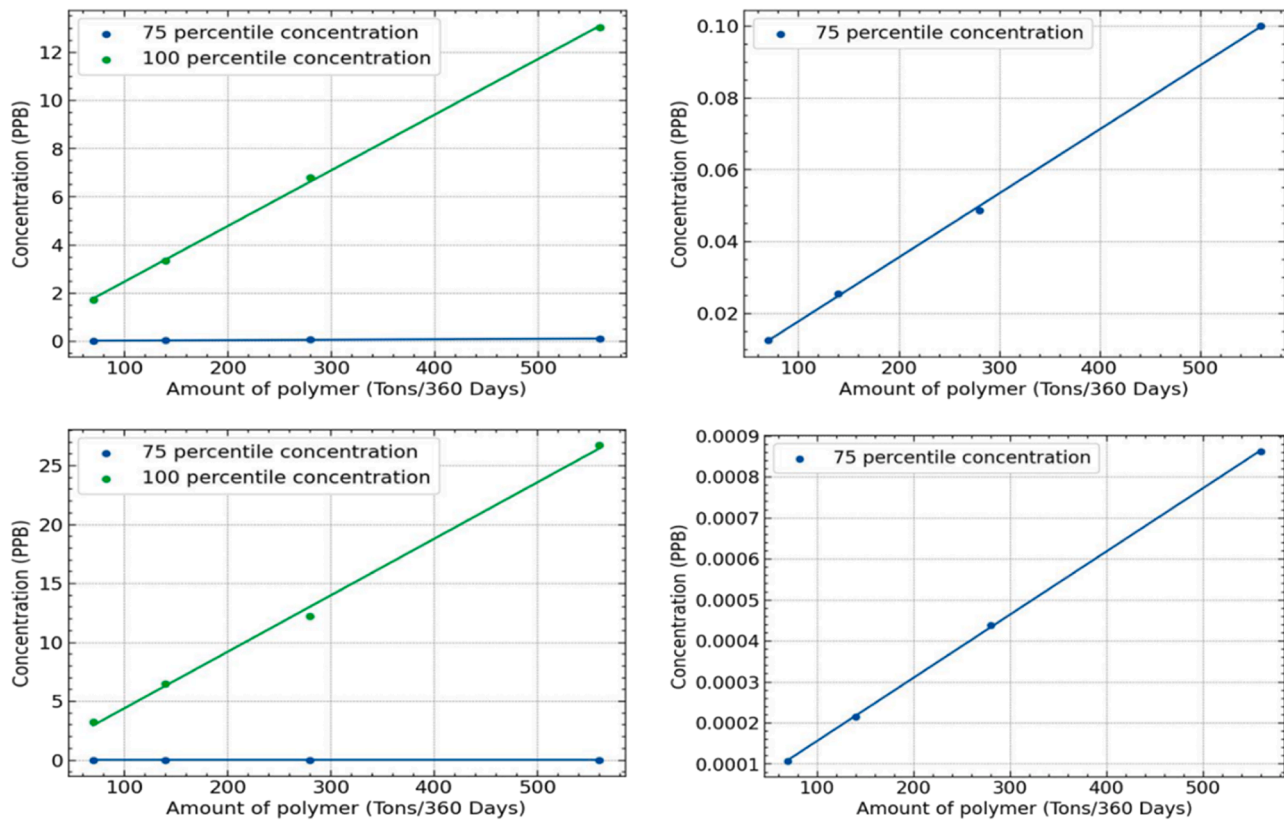 75 percentile concentration
100 percentile concentration
12
10
8
6
4
2
0
Concentration (PPB)
100 200 300 400 500
Amount of polymer (Tons/360 Days)
75 percentile concentration
0.10
0.08
0.06
0.04
0.02
Concentration (PPB)
100 200 300 400 500
Amount of polymer (Tons/360 Days)
75 percentile concentration
100 percentile concentration
25
20
15
10
5
0
Concentration (PPB)
100 200 300 400 500
Amount of polymer (Tons/360 Days)
75 percentile concentration
0.0009
0.0008
0.0007
0.0006
0.0005
0.0004
0.0003
0.0002
0.0001
Concentration (PPB)
100 200 300 400 500
Amount of polymer (Tons/360 Days)